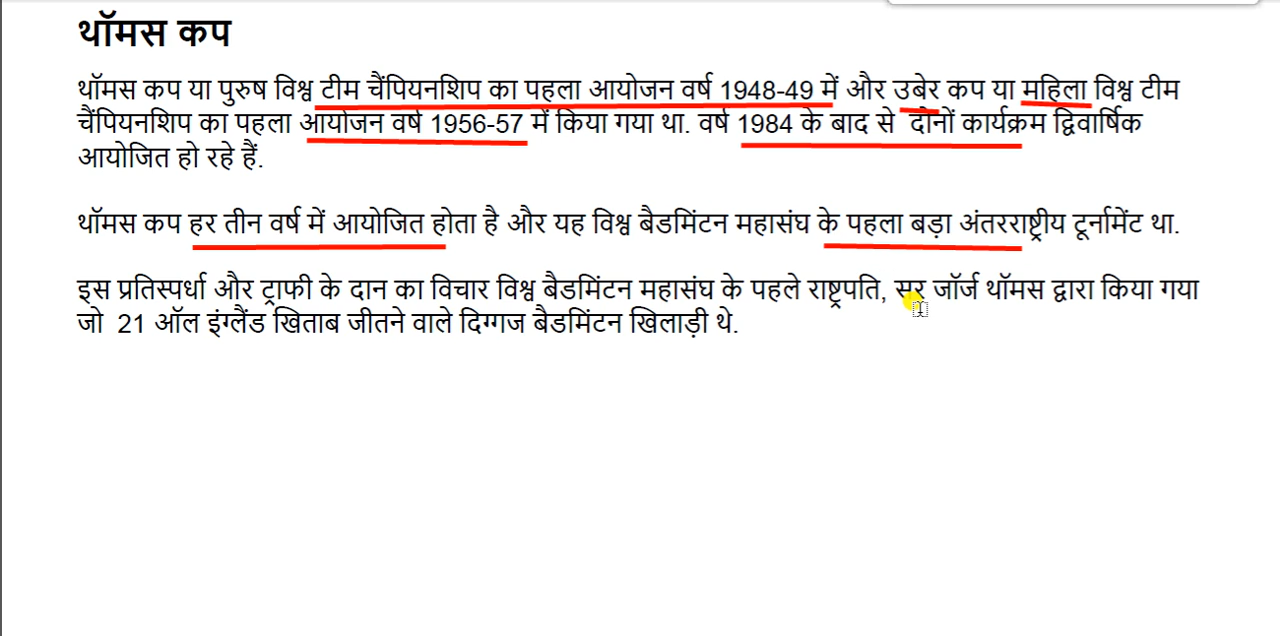 थॉमस कप
थॉमस कप या पुरुष विश्व टीम चैंपियनशिप का पहला आयोजन वर्ष 1948-49 में और उबेर कप या महिला विश्व टीम
चैंपियनशिप का पहला आयोजन वर्ष 1956-57 में किया गया था. वर्ष 1984 के बाद से दोनों कार्यक्रम द्विवार्षिक
आयोजित हो रहे हैं.
थॉमस कप हर तीन वर्ष में आयोजित होता है और यह विश्व बैडमिंटन महासंघ के पहला बड़ा अंतरराष्ट्रीय टूर्नामेंट था.
इस प्रतिस्पर्धा और ट्राफी के दान का विचार विश्व बैडमिंटन महासंघ के पहले राष्ट्रपति, सर जॉर्ज थॉमस द्वारा किया गया
जो 21 ऑल इंग्लैंड खिताब जीतने वाले दिग्गज बैडमिंटन खिलाड़ी थे.